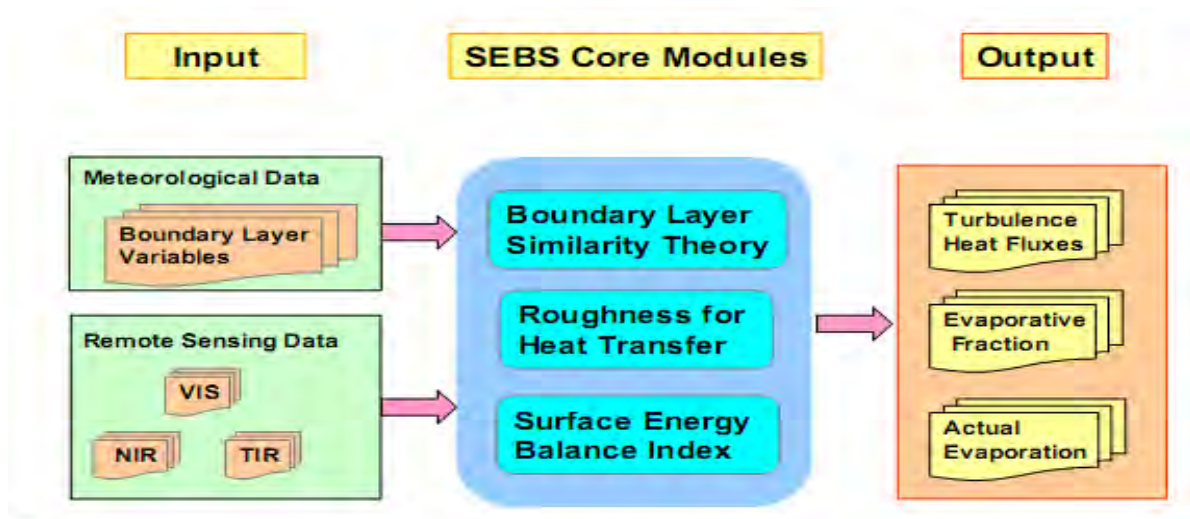 Input
SEBS Core Modules
Output
Meteorological Data
Boundary Layer
Variables
Remote Sensing Data
VIS
NIR
TIR
Boundary Layer
Similarity Theory
Roughness for
Heat Transfer
Surface Energy
Balance Index
Turbulence
Heat Fluxes
Evaporative
Fraction
Actual
Evaporation